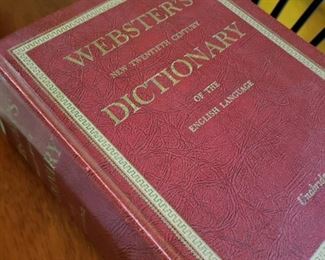 WEBSTER'S
NEW TWENTIETH CENTURY
DICTIONARY
OF THE
ENGLISH LANGUAGE